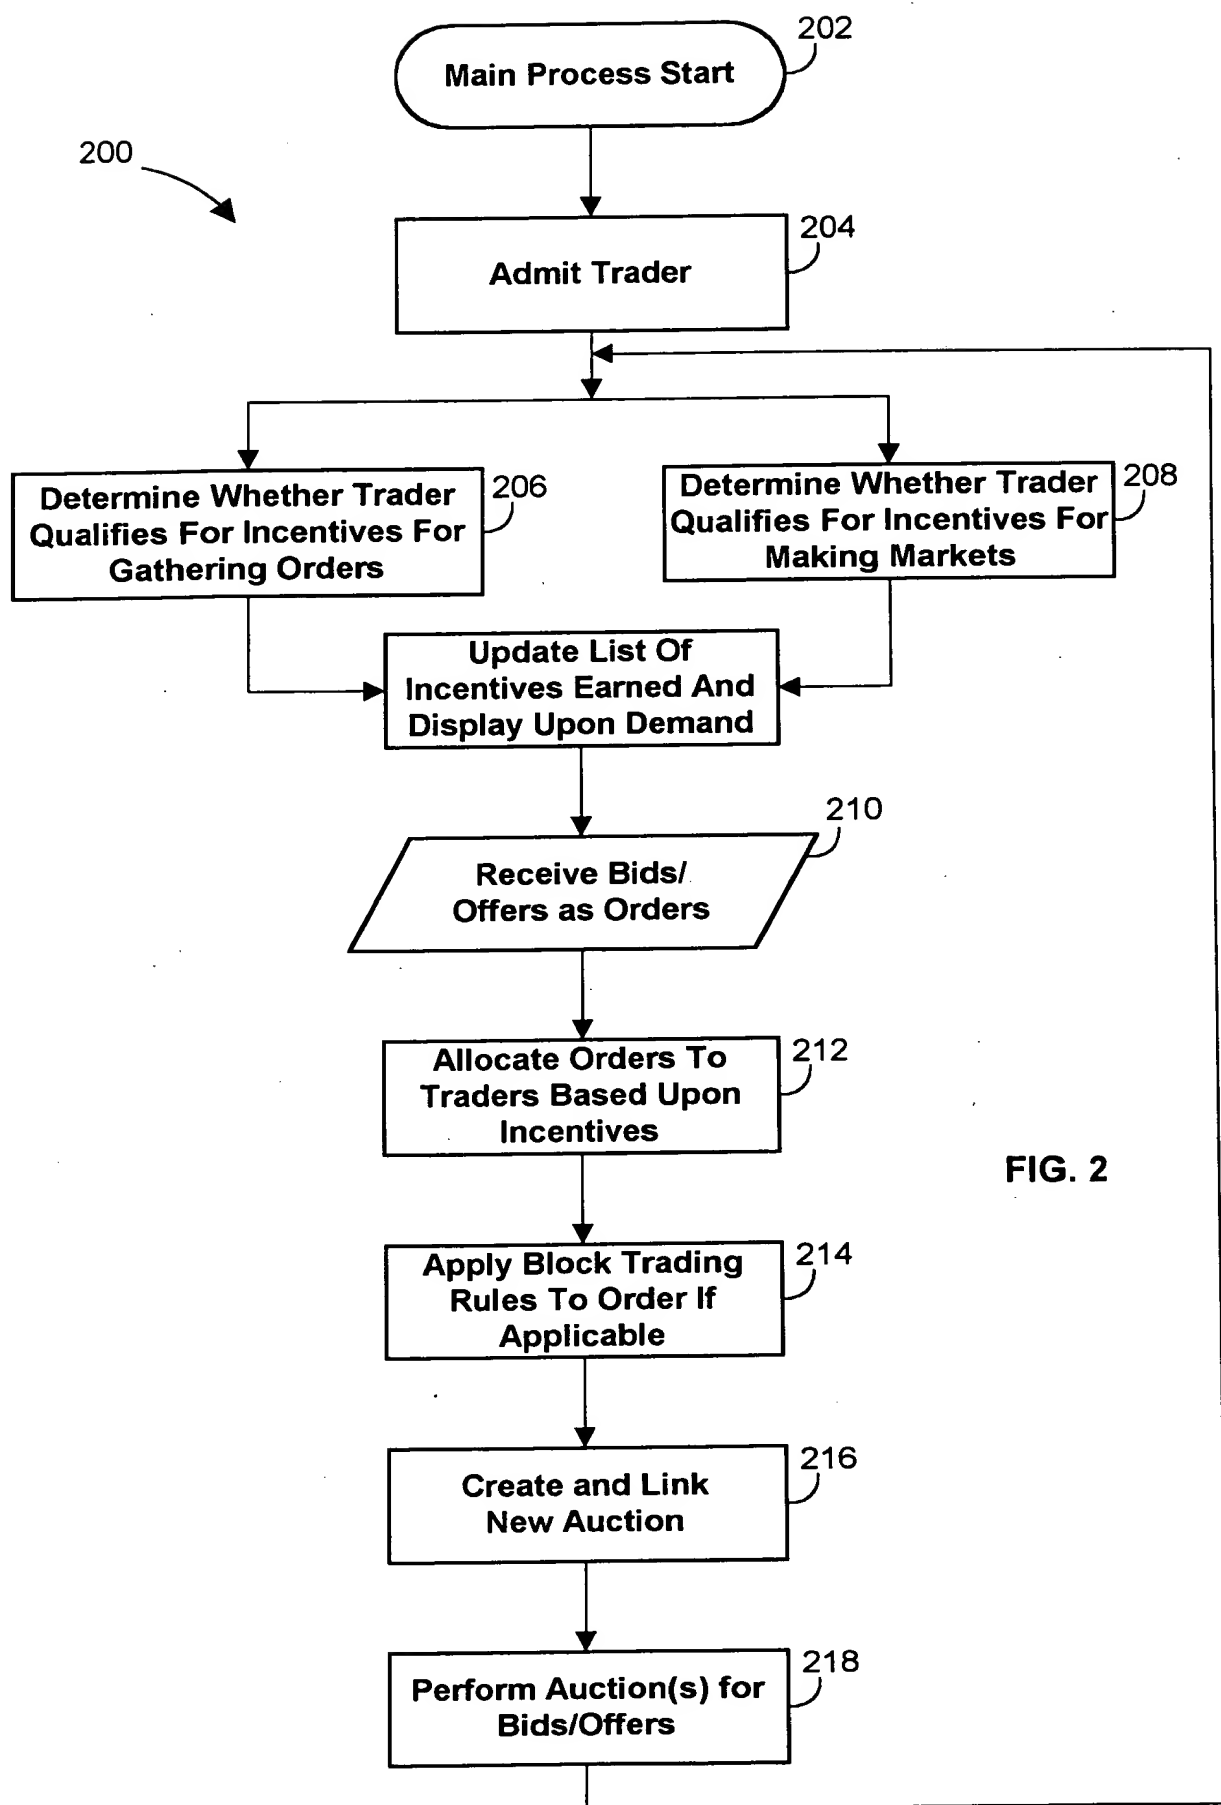 202
Main Process Start
200
204
Admit Trader
206
Determine Whether Trader
Qualifies For Incentives For
Gathering Orders
208
Determine Whether Trader
Qualifies For Incentives For
Making Markets
Update List Of
Incentives Earned And
Display Upon Demand
210
Receive Bids/
Offers as Orders
212
Allocate Orders To
Traders Based Upon
Incentives
FIG. 2
214
Apply Block Trading
Rules To Order If
Applicable
216
Create and Link
New Auction
218
Perform Auction(s) for
Bids/Offers